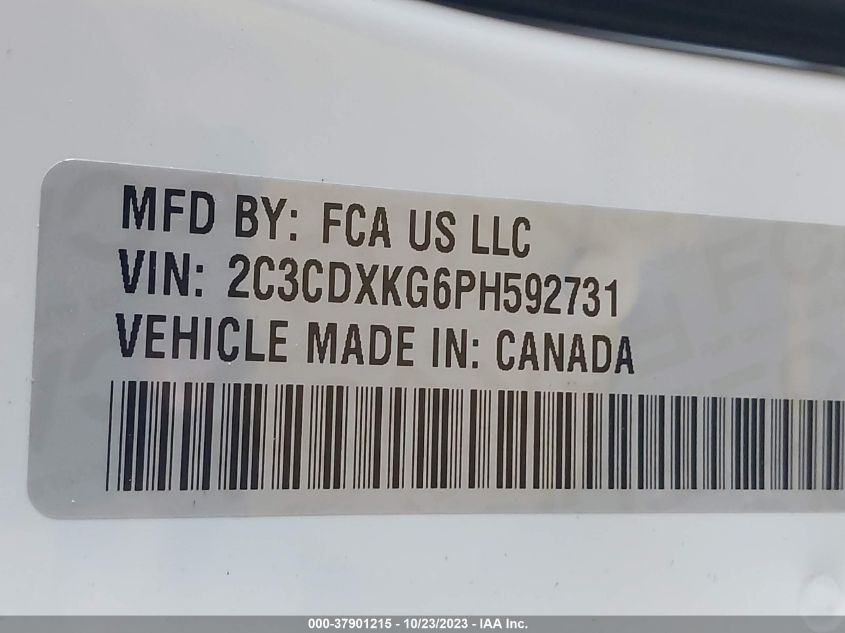 MFD BY: FCA US LLC
VIN: 2C3CDXKG6PH592731
VEHICLE MADE IN: CANADA
000-37901215 - 10/23/2023 - IAA Inc.